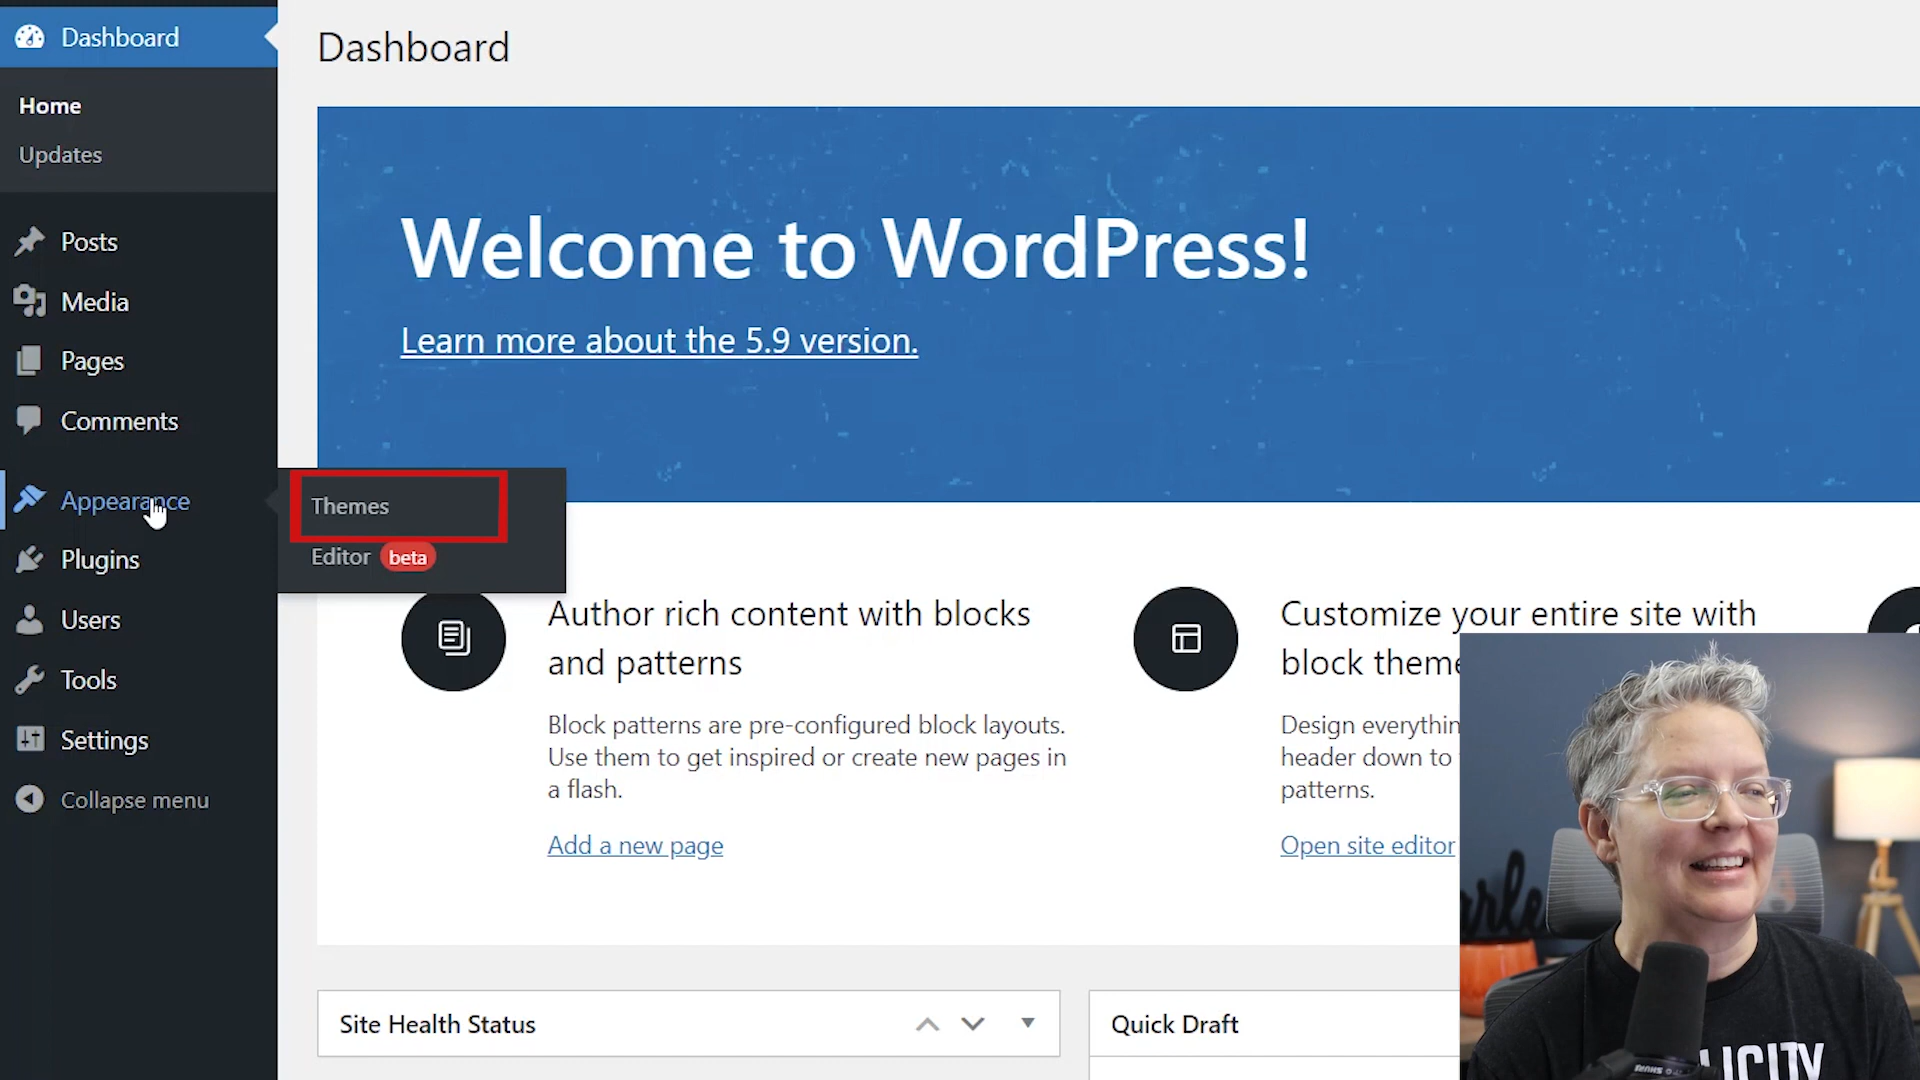 Dashboard
Home
Updates
Posts
Media
Pages
Comments
Appearance
Plugins
Users
Tools
Settings
Collapse menu
Themes
Editor beta
Dashboard
Welcome to WordPress!
Learn more about the 5.9 version.
Author rich content with blocks
and patterns
Block patterns are pre-configured block layouts.
Use them to get inspired or create new pages in
a flash.
Add a new page
Customize your entire site with
block theme
Design everythin
header down to
patterns.
Open site editor
Site Health Status
Quick Draft